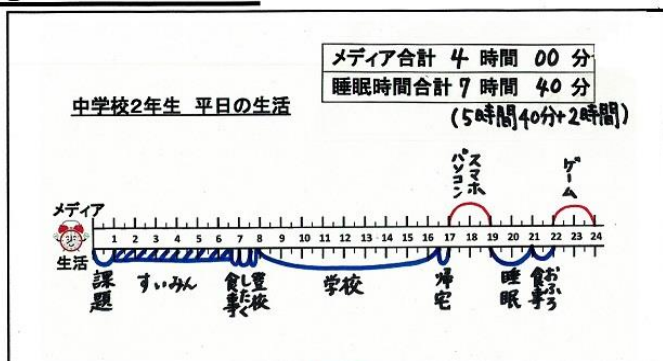 メディア合計 4 時間 00 分
睡眠時間合計 7 時間 40 分
(5時間40分+2時間)
中学校2年生 平日の生活
スマホ
パソコン
ゲーム
メディア
1 2 3 4 5 6 7 8 9 10 11 12 13 14 15 16 17 18 19 20 21 22 23 24
生活
課題
すいみん
食事
したく
登校
学校
帰宅
睡眠
食事
おふろ